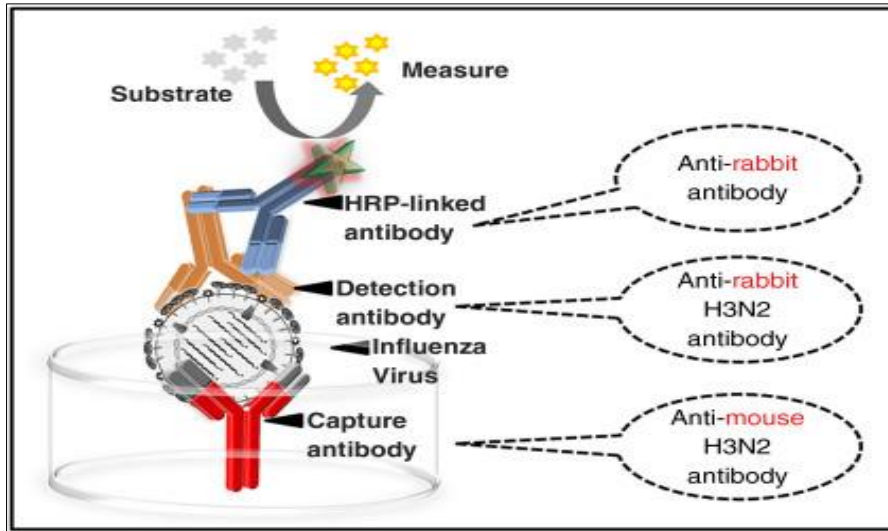 Substrate
Measure
HRP-linked
antibody
Detection
antibody
Influenza
Virus
Capture
antibody
Anti-rabbit
antibody
Anti-rabbit
H3N2
antibody
Anti-mouse
H3N2
antibody